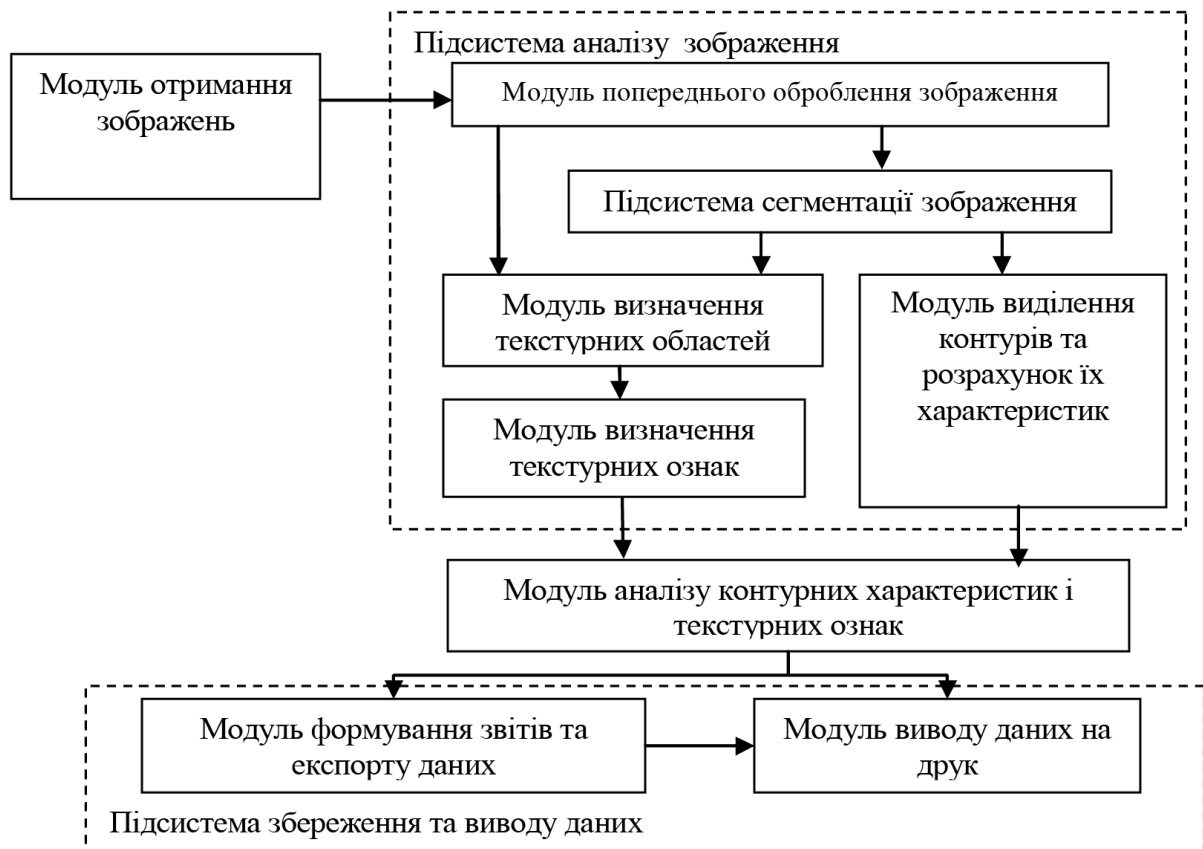 Підсистема аналізу зображення
Модуль отримання
зображень
Модуль попереднього оброблення зображення
Підсистема сегментації зображення
Модуль визначення
текстурних областей
Модуль виділення
контурів та
розрахунок їх
характеристик
Модуль визначення
текстурних ознак
Модуль аналізу контурних характеристик і
текстурних ознак
Модуль формування звітів та
експорту даних
Модуль виводу даних на
друк
Підсистема збереження та виводу даних